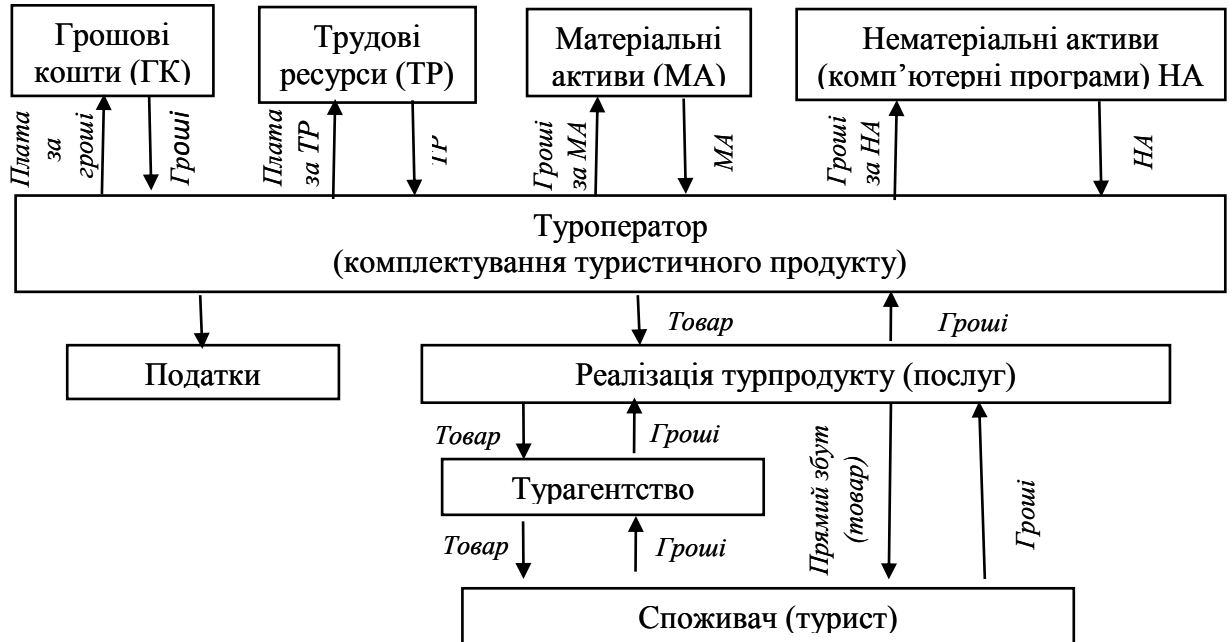 Грошові
кошти (ГК)
Трудові
ресурси (ТР)
Матеріальні
активи (МА)
Нематеріальні активи
(комп’ютерні програми) НА
Плата
за
гроші
Гроші
Плата
за ТР
ТР
Гроші
за МА
МА
Гроші
за НА
НА
Туроператор
(комплектування туристичного продукту)
Товар
Гроші
Податки
Реалізація турпродукту (послуг)
Товар
Гроші
Прямий збут
(товар)
Гроші
Турагентство
Товар
Гроші
Споживач (турист)